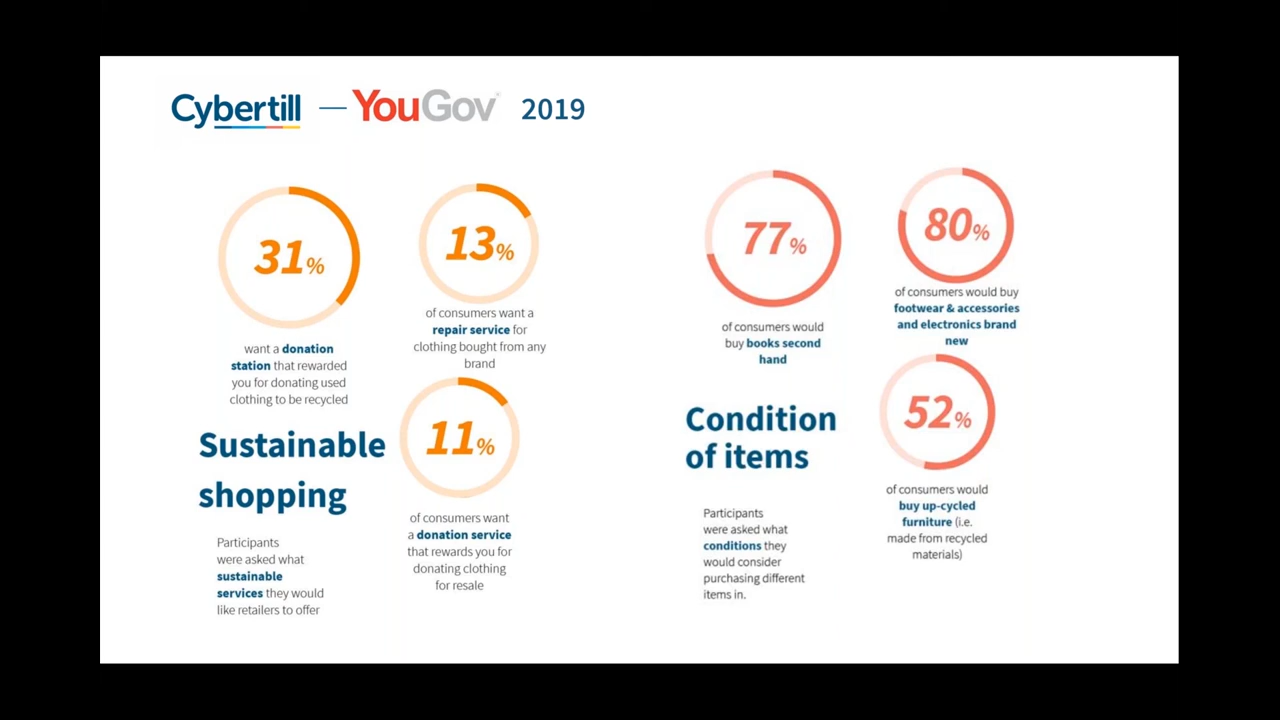 Cybertill — YouGov® 2019
31%
want a donation
station that rewarded
you for donating used
clothing to be recycled
13%
of consumers want a
repair service for
clothing bought from any
brand
Sustainable
shopping
Participants
were asked what
sustainable
services they would
like retailers to offer
11%
of consumers want
a donation service
that rewards you for
donating clothing
for resale
77%
of consumers would
buy books second
hand
80%
of consumers would buy
footwear & accessories
and electronics brand
new
Condition
of items
Participants
were asked what
conditions they
would consider
purchasing different
items in.
52%
of consumers would
buy up-cycled
furniture (i.e.
made from recycled
materials)